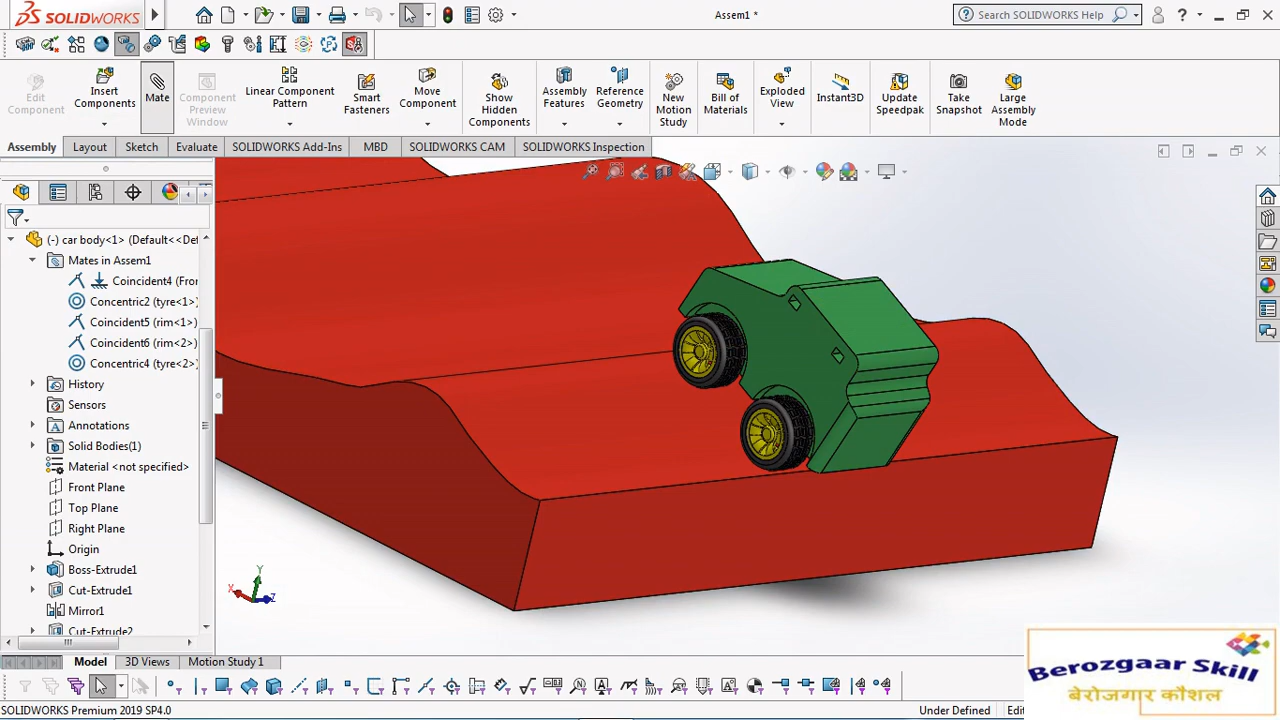 SOLIDWORKS
Assem1 *
Search SOLIDWORKS Help
?
Edit Component
Insert Components
Mate
Component Preview Window
Linear Component Pattern
Smart Fasteners
Move Component
Show Hidden Components
Assembly Features
Reference Geometry
New Motion Study
Bill of Materials
Exploded View
Instant3D
Update Speedpak
Take Snapshot
Large Assembly Mode
Assembly
Layout
Sketch
Evaluate
SOLIDWORKS Add-Ins
MBD
SOLIDWORKS CAM
SOLIDWORKS Inspection
(-) car body<1> (Default<<Def
Mates in Assem1
Coincident4 (Fror
Concentric2 (tyre<1>)
Coincident5 (rim<1>)
Coincident6 (rim<2>)
Concentric4 (tyre<2>)
History
Sensors
Annotations
Solid Bodies(1)
Material <not specified>
Front Plane
Top Plane
Right Plane
Origin
Boss-Extrude1
Cut-Extrude1
Mirror1
Cut-Extrude2
Y
X
Z
Model
3D Views
Motion Study 1
Berozgaar Skill
बेरोजगार कौशल
SOLIDWORKS Premium 2019 SP4.0
Under Defined
Edit